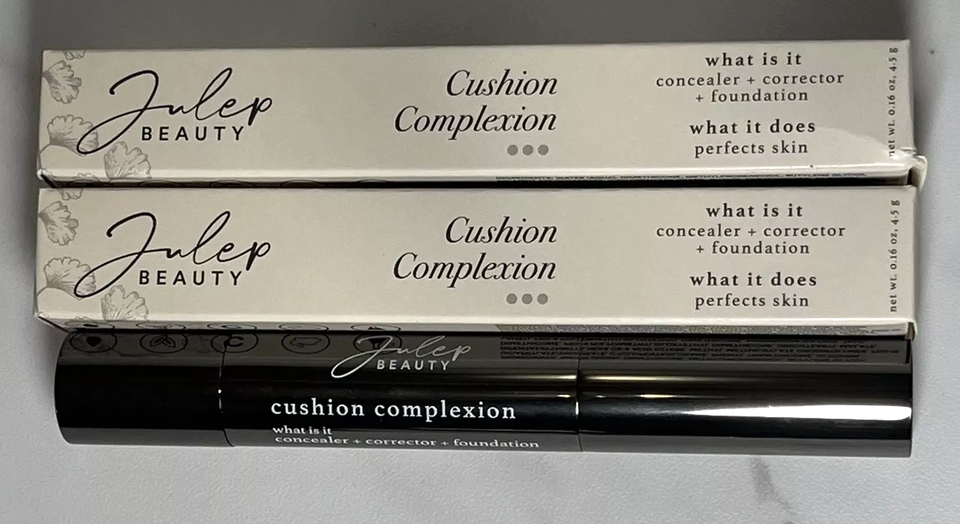 Julep
BEAUTY
Cushion
Complexion
what is it
concealer + corrector
+ foundation
what it does
perfects skin
net wt. 0.16 oz, 4.5 g
Julep
BEAUTY
Cushion
Complexion
what is it
concealer + corrector
+ foundation
what it does
perfects skin
net wt. 0.16 oz, 4.5 g
Julep
BEAUTY
cushion complexion
what is it
concealer + corrector + foundation